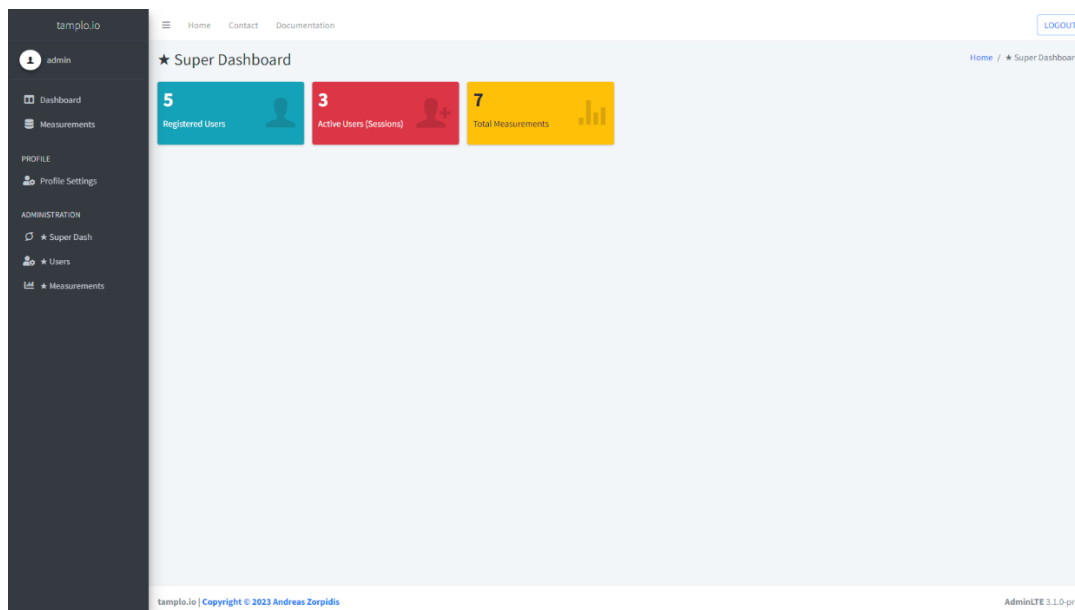 tamplo.io
admin
Dashboard
Measurements
PROFILE
Profile Settings
ADMINISTRATION
★ Super Dash
★ Users
★ Measurements
Home Contact Documentation
LOGOUT
★ Super Dashboard
Home / ★ Super Dashboar
5
Registered Users
3
Active Users (Sessions)
7
Total Measurements
tamplo.io | Copyright © 2023 Andreas Zorpidis
AdminLTE 3.1.0-pr